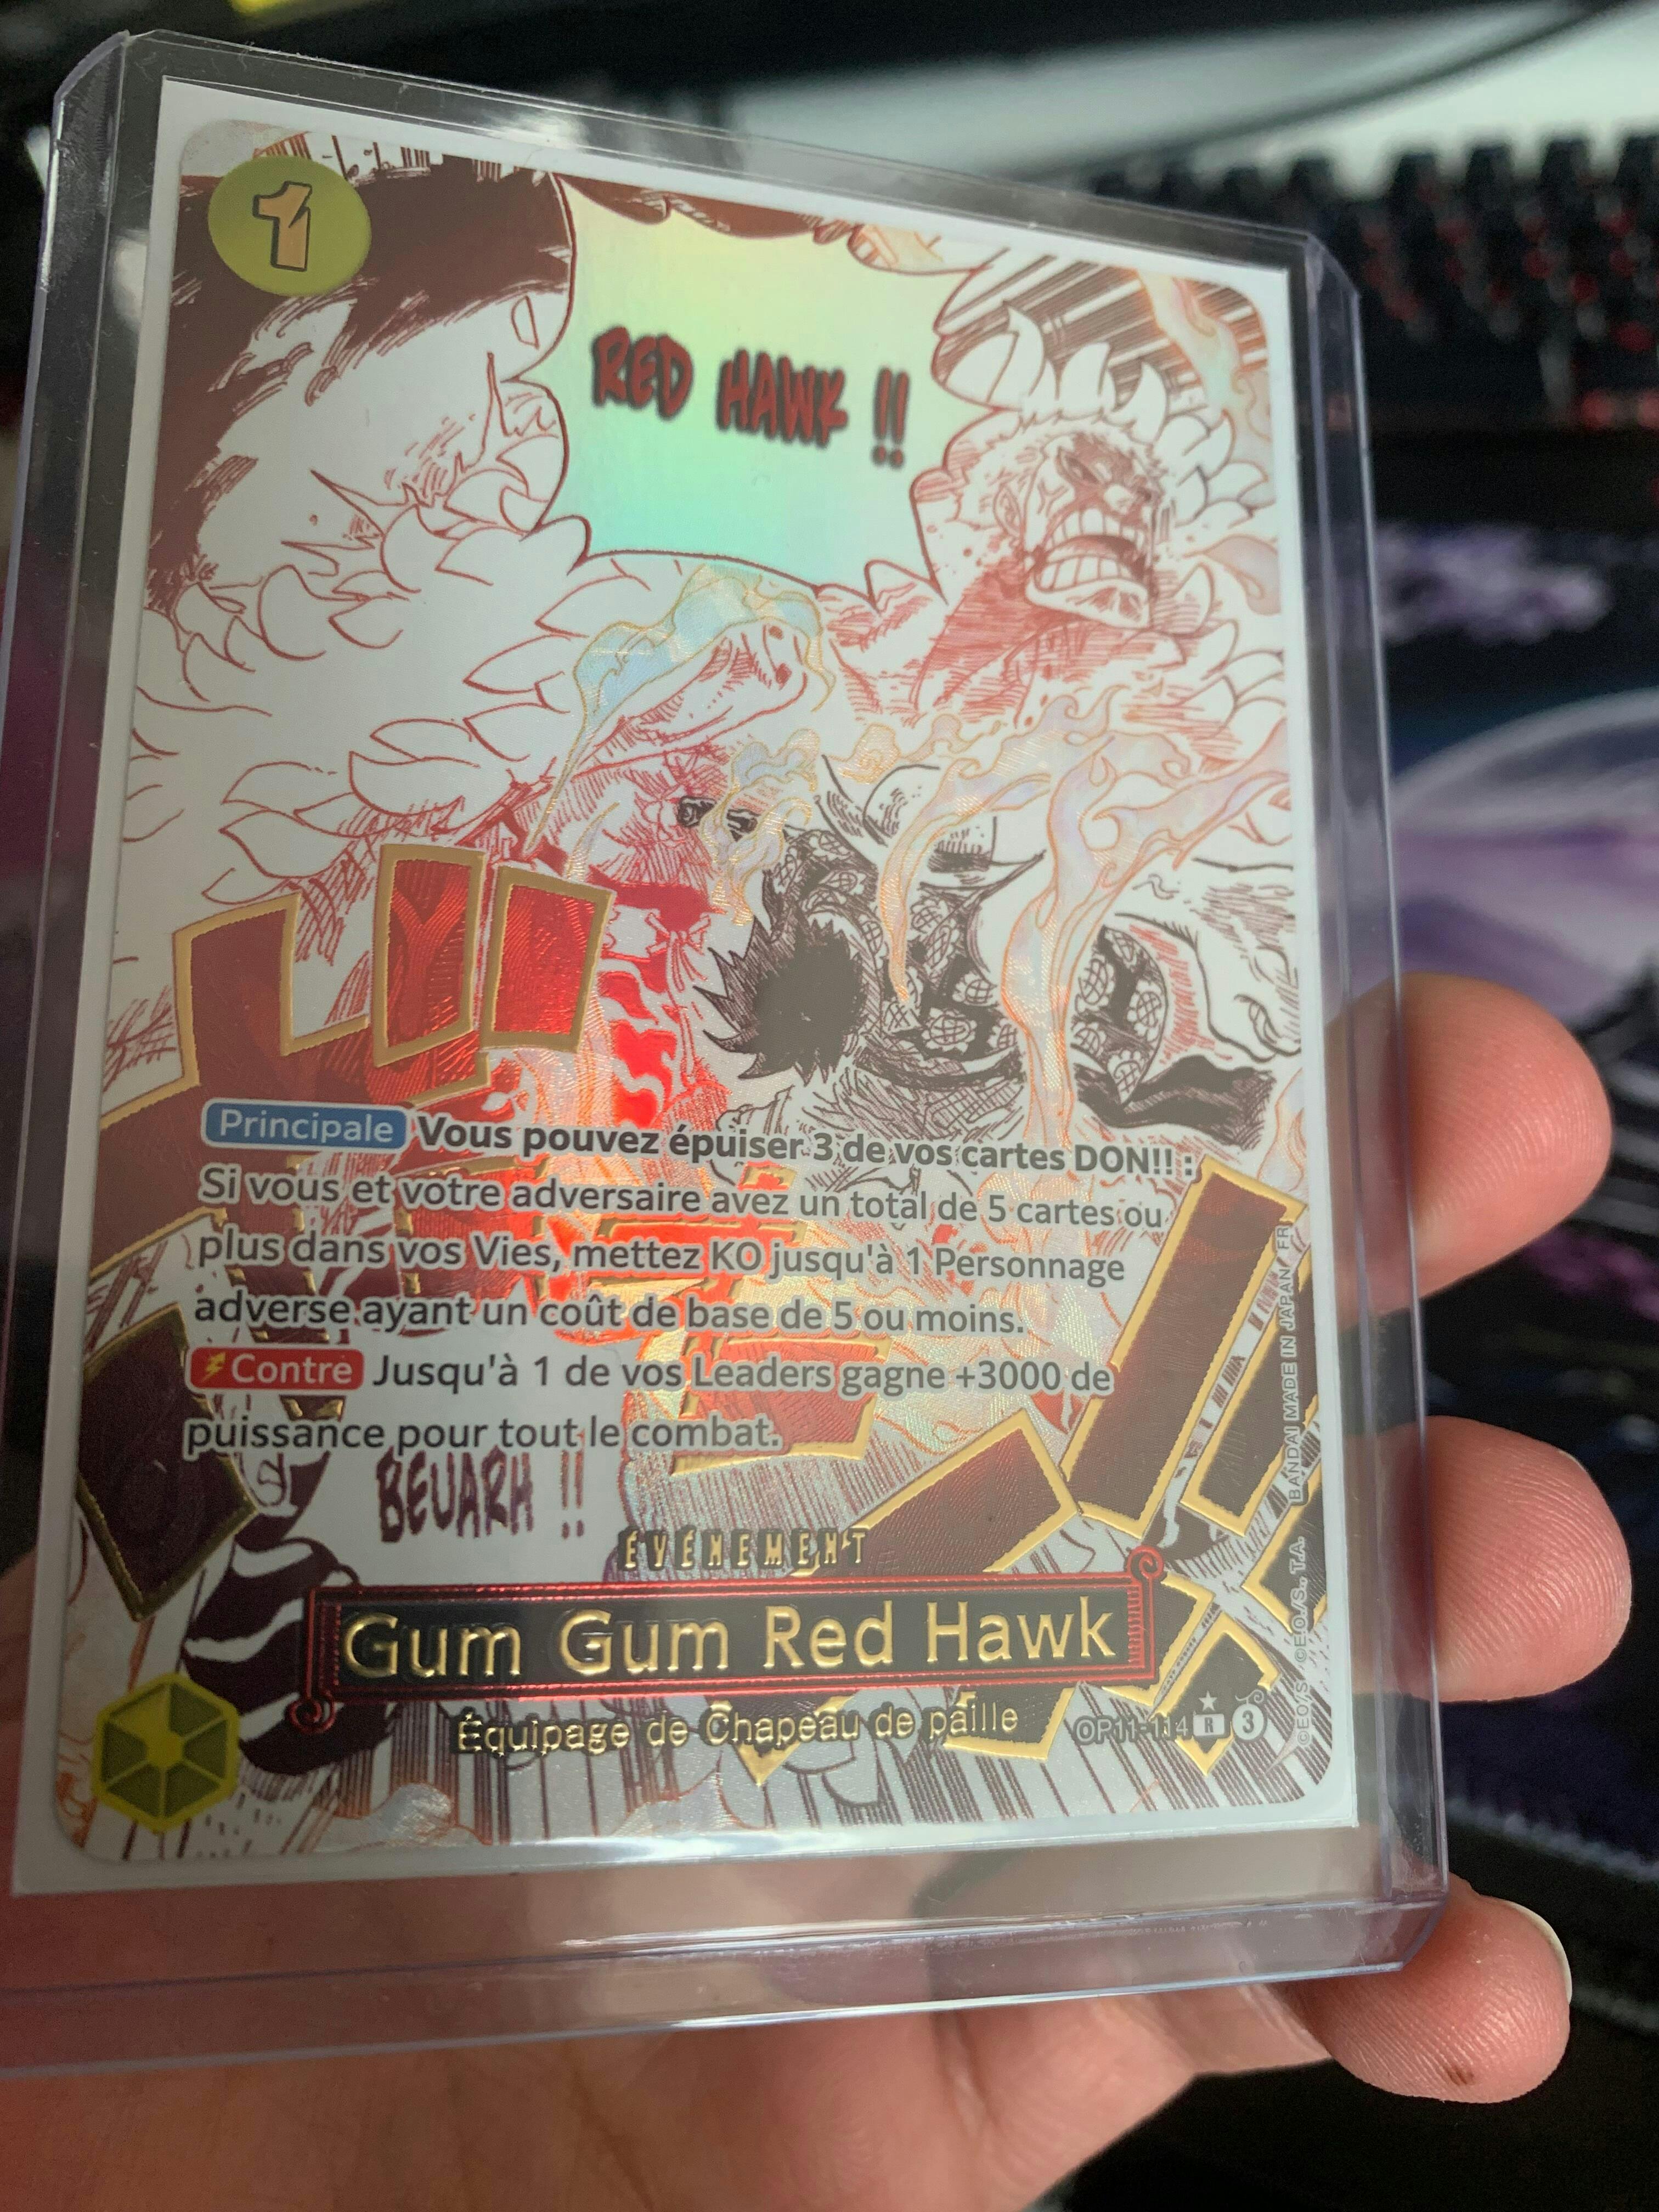 1
RED HAWK !!
Principale Vous pouvez épuiser 3 de vos cartes DON!! :
Si vous et votre adversaire avez un total de 5 cartes ou
plus dans vos Vies, mettez KO jusqu'à 1 Personnage
adverse ayant un coût de base de 5 ou moins.
Contre Jusqu'à 1 de vos Leaders gagne +3000 de
puissance pour tout le combat.
BEUARH !!
ÉVÉNEMENT
Gum Gum Red Hawk
Équipage de Chapeau de paille
OP11-114 R 3
©E.O./S. ©E.O./S., T.A. BANDAI MADE IN JAPAN FR